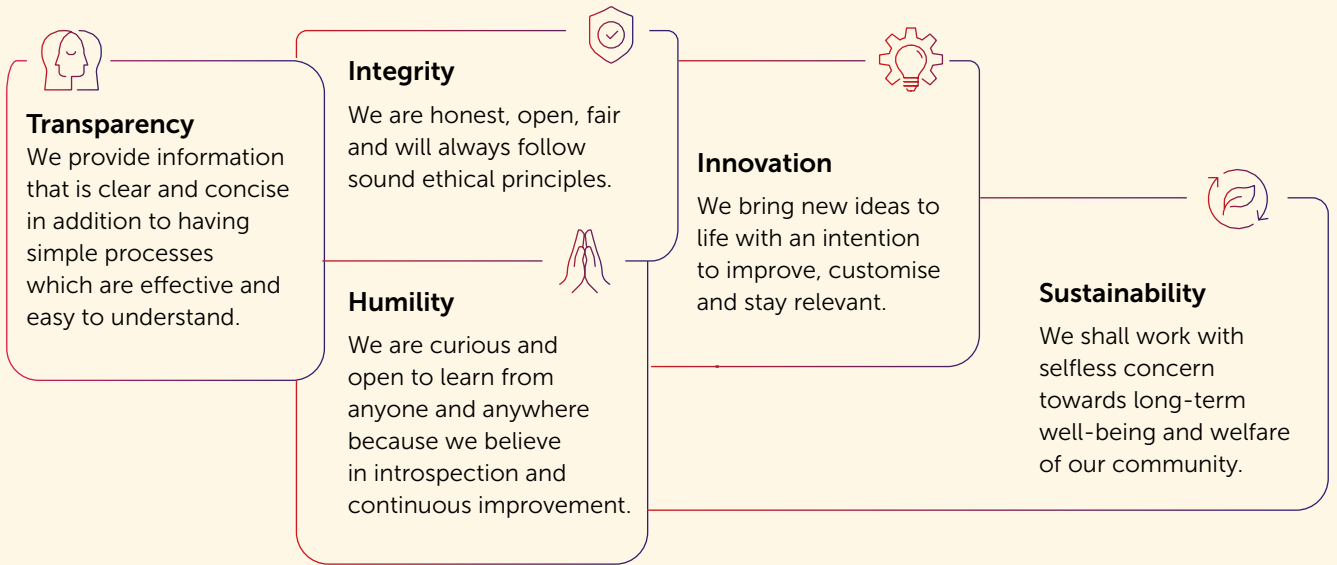 Transparency
We provide information
that is clear and concise
in addition to having
simple processes
which are effective and
easy to understand.
Integrity
We are honest, open, fair
and will always follow
sound ethical principles.
Humility
We are curious and
open to learn from
anyone and anywhere
because we believe
in introspection and
continuous improvement.
Innovation
We bring new ideas to
life with an intention
to improve, customise
and stay relevant.
Sustainability
We shall work with
selfless concern
towards long-term
well-being and welfare
of our community.